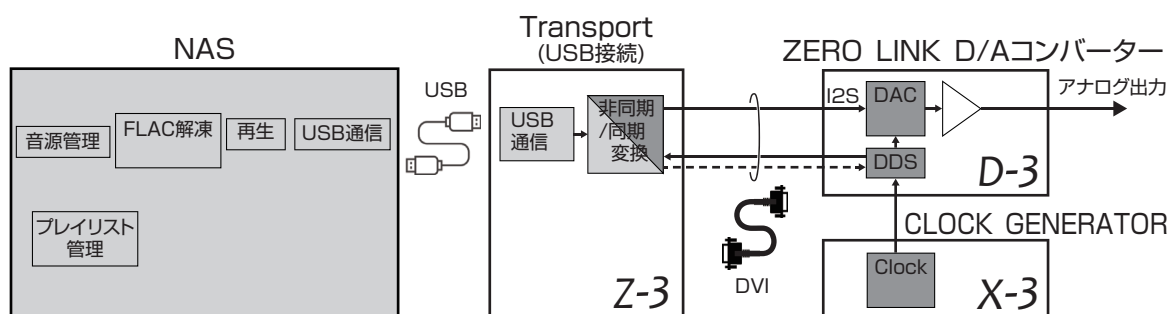 NAS
音源管理
FLAC解凍
再生
USB通信
プレイリスト
管理
USB
Transport
(USB接続)
USB
通信
非同期
/同期
変換
Z-3
DVI
ZERO LINK D/Aコンバーター
I2S
DAC
DDS
D-3
アナログ出力
CLOCK GENERATOR
Clock
X-3